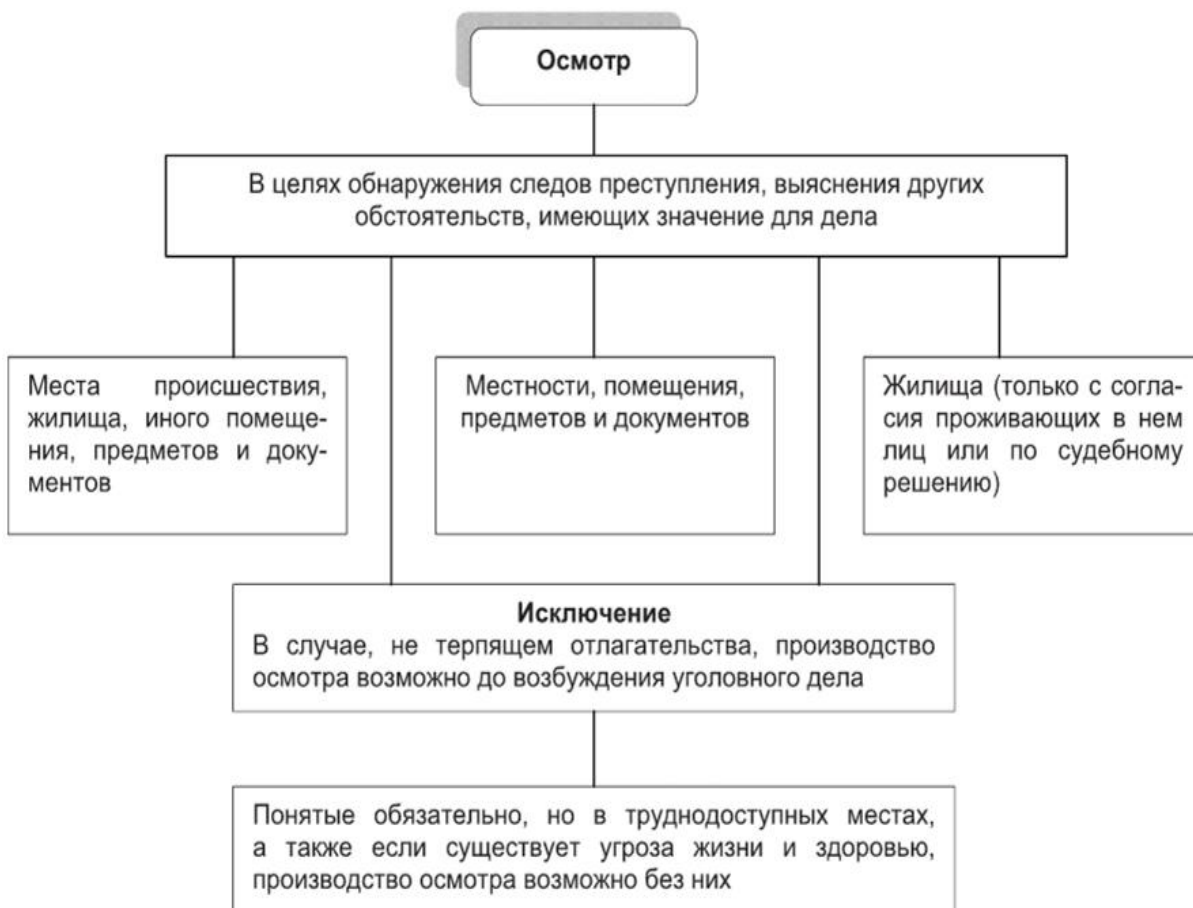 Осмотр
В целях обнаружения следов преступления, выяснения других
обстоятельств, имеющих значение для дела
Места происшествия,
жилища, иного помеще-
ния, предметов и доку-
ментов
Местности, помещения,
предметов и документов
Жилища (только с согла-
сия проживающих в нем
лиц или по судебному
решению)
Исключение
В случае, не терпящем отлагательства, производство
осмотра возможно до возбуждения уголовного дела
Понятые обязательно, но в труднодоступных местах,
а также если существует угроза жизни и здоровью,
производство осмотра возможно без них